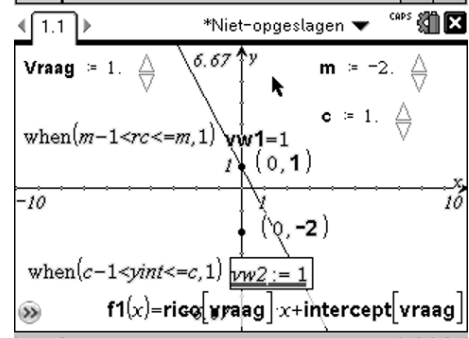 1.1 *Niet-opgeslagen CAPS
Vraag := 1. 6.67 y m := -2.
c := 1.
when(m-1<rc<=m,1) vw1=1
1 (0,1)
x
-10 1 10
(0,-2)
when(c-1<yint<=c,1) vw2 := 1
f1(x)=rico[vraag]·x+intercept[vraag]